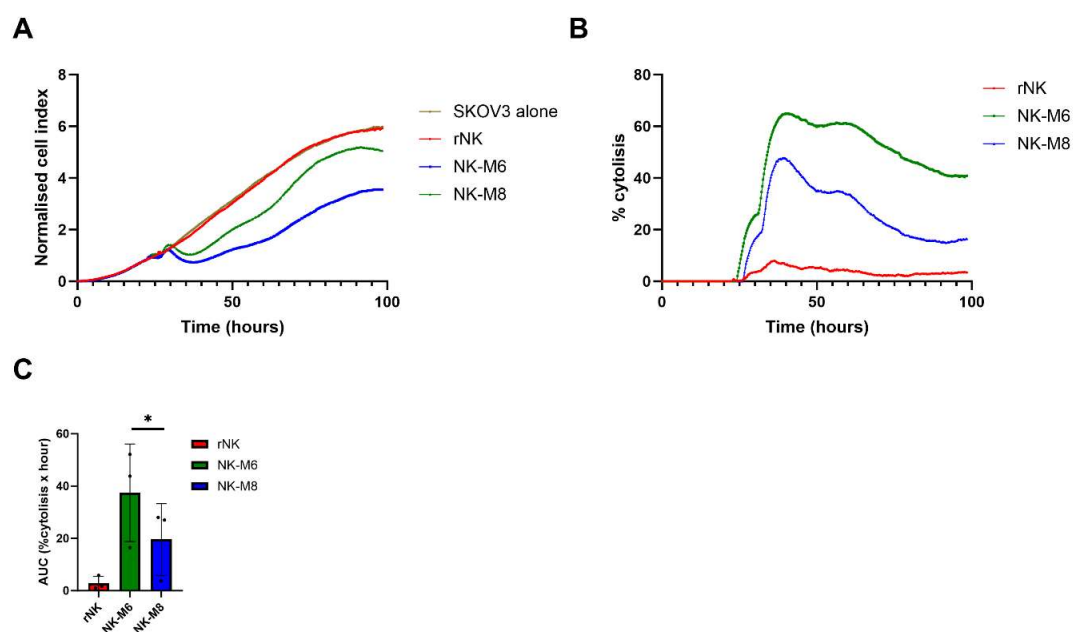 A
Normalised cell index
8
6
4
2
0
0
50
100
Time (hours)
SKOV3 alone
rNK
NK-M6
NK-M8
B
% cytolisis
80
60
40
20
0
0
50
100
Time (hours)
rNK
NK-M6
NK-M8
C
AUC (%cytolisis x hour)
60
40
20
0
*
rNK
NK-M6
NK-M8
rNK
NK-M6
NK-M8